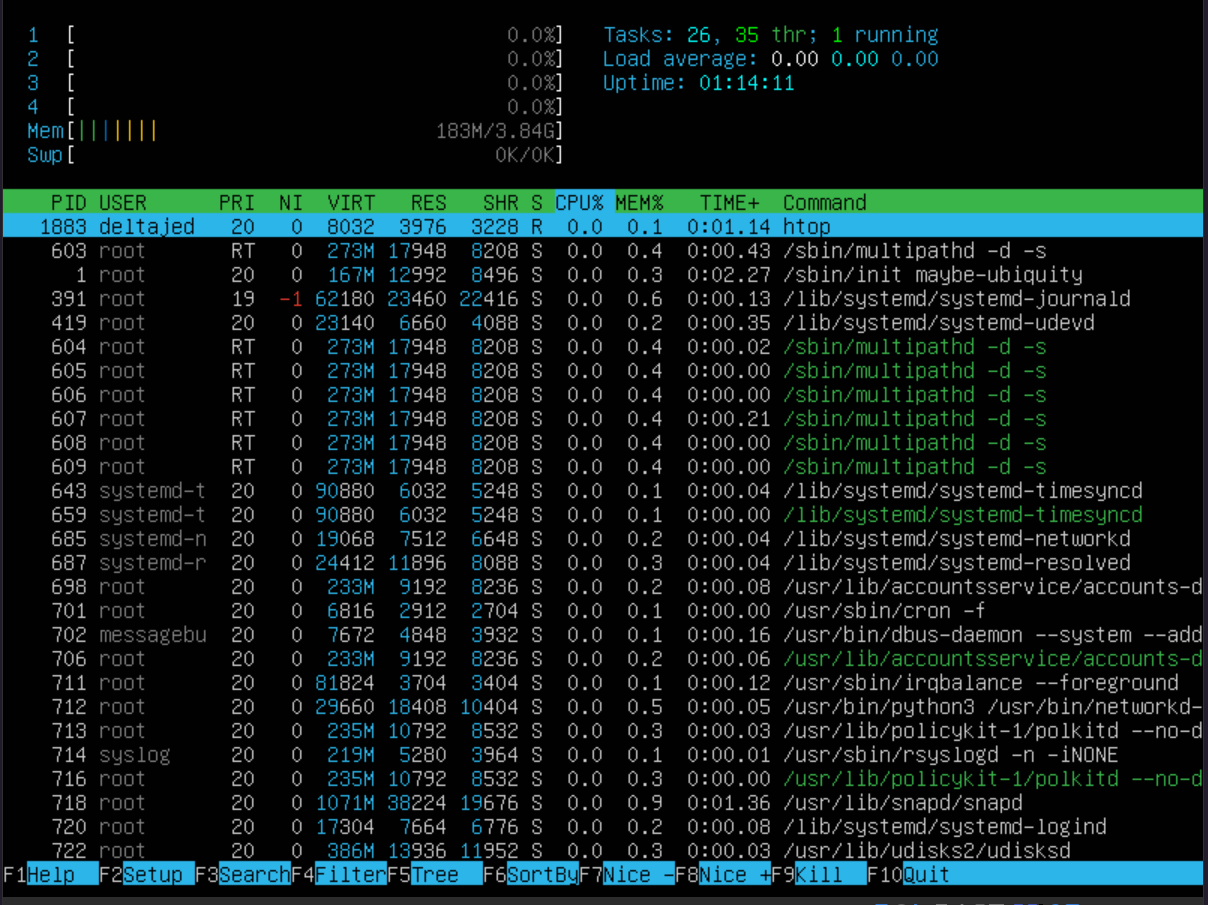 1 [ 0.0%] Tasks: 26, 35 thr; 1 running
2 [ 0.0%] Load average: 0.00 0.00 0.00
3 [ 0.0%] Uptime: 01:14:11
4 [ 0.0%]
Mem[||||||| 183M/3.84G]
Swp[ 0K/0K]
PID USER PRI NI VIRT RES SHR S CPU% MEM% TIME+ Command
1883 deltajed 20 0 8032 3976 3228 R 0.0 0.1 0:01.14 htop
603 root RT 0 273M 17948 8208 S 0.0 0.4 0:00.43 /sbin/multipathd -d -s
1 root 20 0 167M 12992 8496 S 0.0 0.3 0:02.27 /sbin/init maybe-ubiquity
391 root 19 -1 62180 23460 22416 S 0.0 0.6 0:00.13 /lib/systemd/systemd-journald
419 root 20 0 23140 6660 4088 S 0.0 0.2 0:00.35 /lib/systemd/systemd-udevd
604 root RT 0 273M 17948 8208 S 0.0 0.4 0:00.02 /sbin/multipathd -d -s
605 root RT 0 273M 17948 8208 S 0.0 0.4 0:00.00 /sbin/multipathd -d -s
606 root RT 0 273M 17948 8208 S 0.0 0.4 0:00.00 /sbin/multipathd -d -s
607 root RT 0 273M 17948 8208 S 0.0 0.4 0:00.21 /sbin/multipathd -d -s
608 root RT 0 273M 17948 8208 S 0.0 0.4 0:00.00 /sbin/multipathd -d -s
609 root RT 0 273M 17948 8208 S 0.0 0.4 0:00.00 /sbin/multipathd -d -s
643 systemd-t 20 0 90880 6032 5248 S 0.0 0.1 0:00.04 /lib/systemd/systemd-timesyncd
659 systemd-t 20 0 90880 6032 5248 S 0.0 0.1 0:00.00 /lib/systemd/systemd-timesyncd
685 systemd-n 20 0 19068 7512 6648 S 0.0 0.2 0:00.04 /lib/systemd/systemd-networkd
687 systemd-r 20 0 24412 11896 8088 S 0.0 0.3 0:00.04 /lib/systemd/systemd-resolved
698 root 20 0 233M 9192 8236 S 0.0 0.2 0:00.08 /usr/lib/accountsservice/accounts-d
701 root 20 0 6816 2912 2704 S 0.0 0.1 0:00.00 /usr/sbin/cron -f
702 messagebu 20 0 7672 4848 3932 S 0.0 0.1 0:00.16 /usr/bin/dbus-daemon --system --add
706 root 20 0 233M 9192 8236 S 0.0 0.2 0:00.06 /usr/lib/accountsservice/accounts-d
711 root 20 0 81824 3704 3404 S 0.0 0.1 0:00.12 /usr/sbin/irqbalance --foreground
712 root 20 0 29660 18408 10404 S 0.0 0.5 0:00.05 /usr/bin/python3 /usr/bin/networkd-
713 root 20 0 235M 10792 8532 S 0.0 0.3 0:00.03 /usr/lib/policykit-1/polkitd --no-d
714 syslog 20 0 219M 5280 3964 S 0.0 0.1 0:00.01 /usr/sbin/rsyslogd -n -iNONE
716 root 20 0 235M 10792 8532 S 0.0 0.3 0:00.00 /usr/lib/policykit-1/polkitd --no-d
718 root 20 0 1071M 38224 19676 S 0.0 0.9 0:01.36 /usr/lib/snapd/snapd
720 root 20 0 17304 7664 6776 S 0.0 0.2 0:00.08 /lib/systemd/systemd-logind
722 root 20 0 386M 13936 11952 S 0.0 0.3 0:00.03 /usr/lib/udisks2/udisksd
F1Help F2Setup F3SearchF4FilterF5Tree F6SortByF7Nice -F8Nice +F9Kill F10Quit